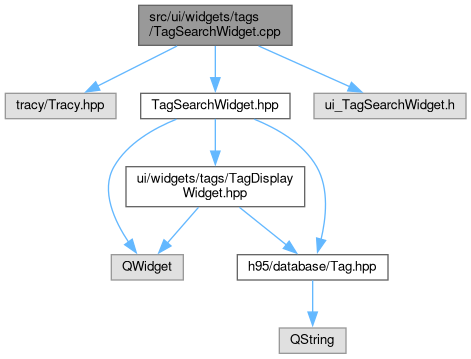 src/ui/widgets/tags
/TagSearchWidget.cpp
tracy/Tracy.hpp
TagSearchWidget.hpp
ui_TagSearchWidget.h
ui/widgets/tags/TagDisplay
Widget.hpp
QWidget
h95/database/Tag.hpp
QString